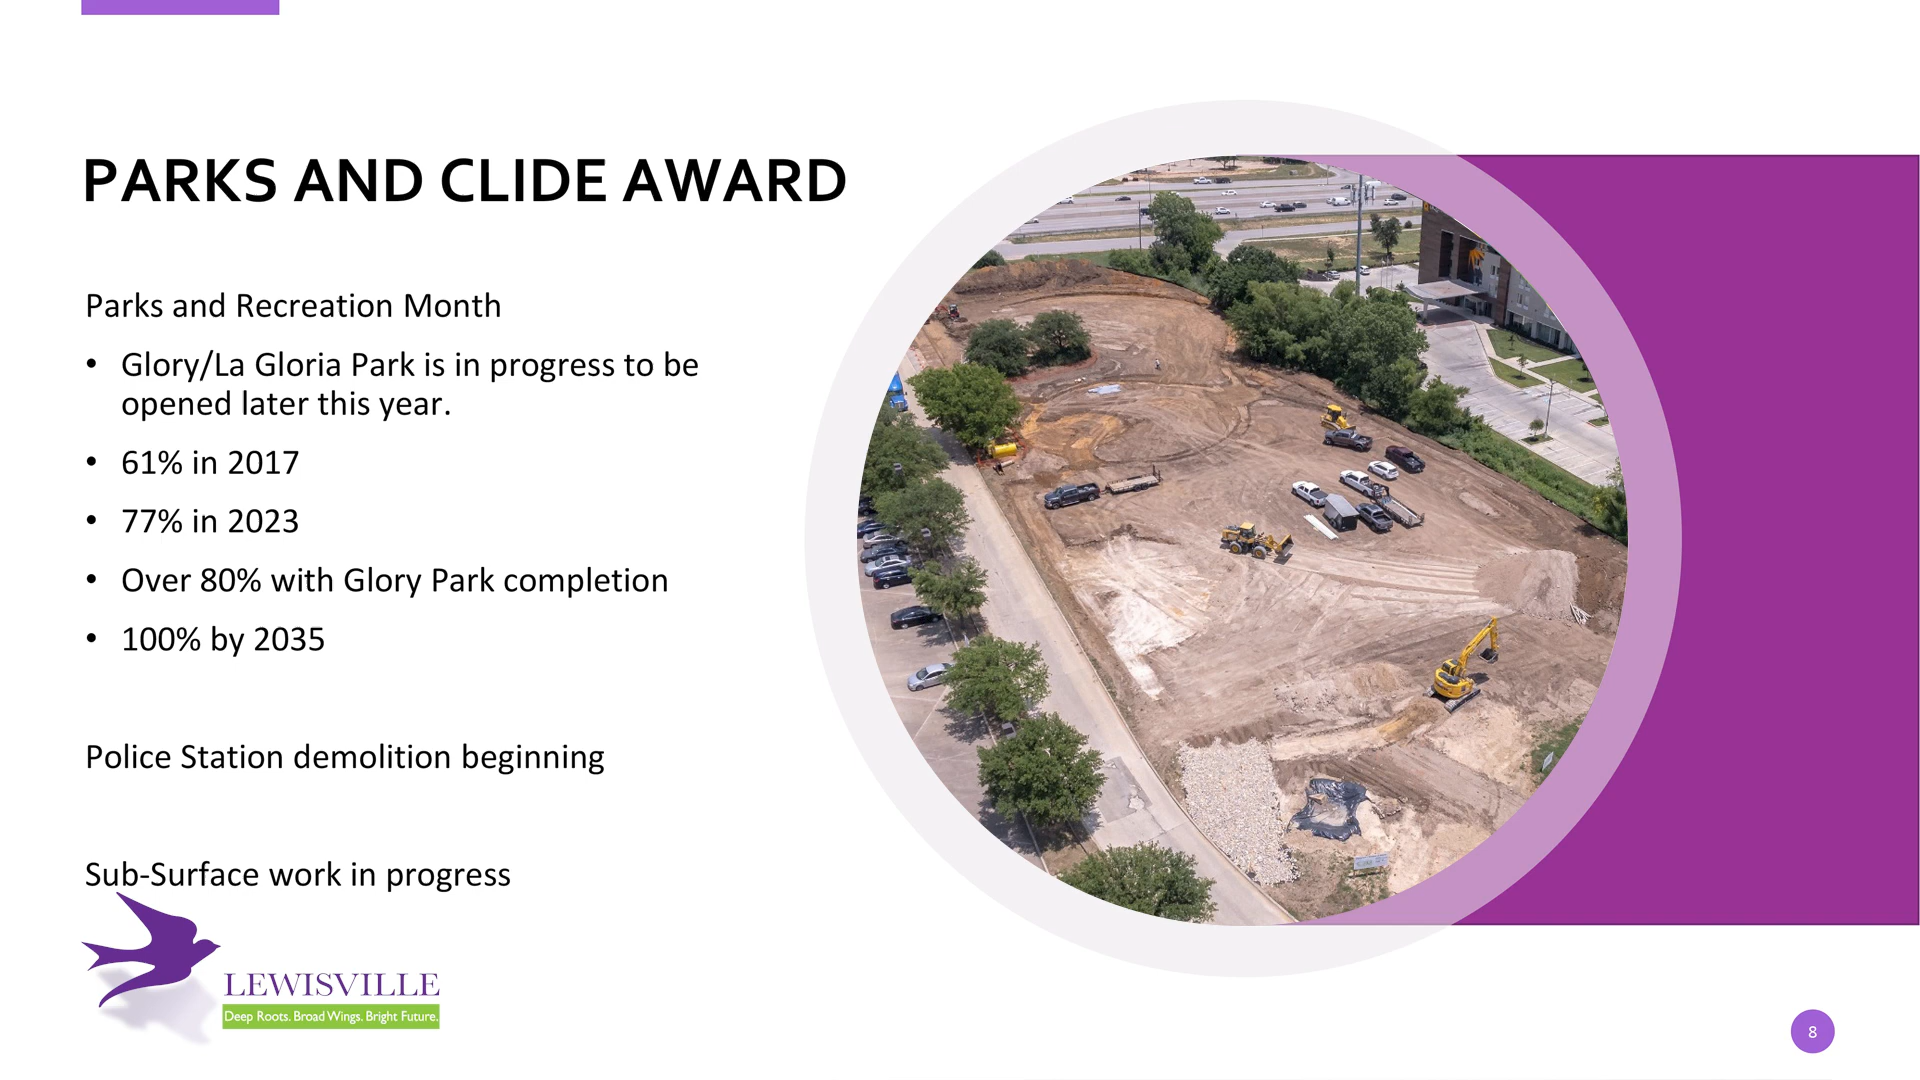 PARKS AND CLIDE AWARD
Parks and Recreation Month
• Glory/La Gloria Park is in progress to be
opened later this year.
• 61% in 2017
• 77% in 2023
• Over 80% with Glory Park completion
• 100% by 2035
Police Station demolition beginning
Sub-Surface work in progress
LEWISVILLE
Deep Roots. Broad Wings. Bright Future.
8